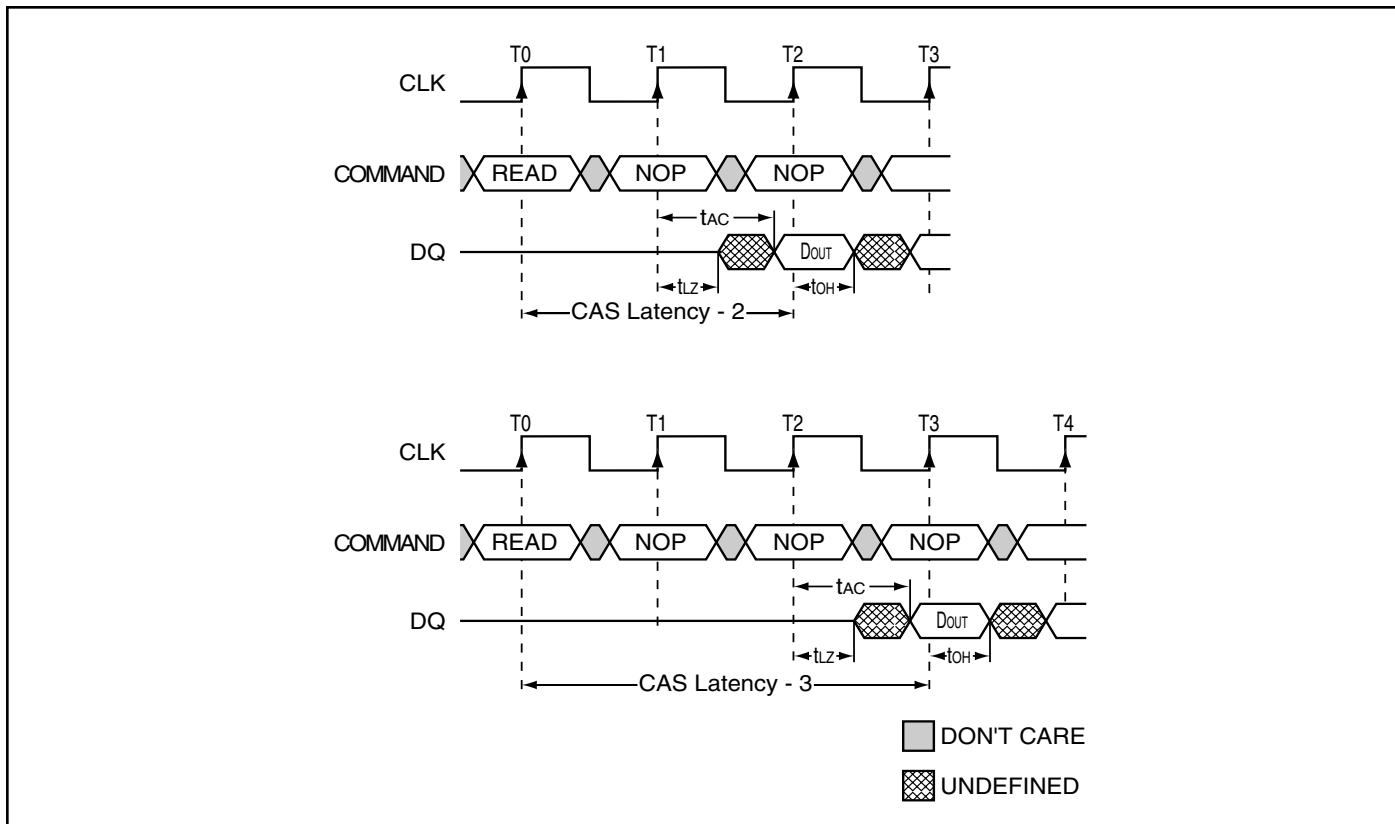 T0 T1 T2 T3
CLK
COMMAND READ NOP NOP
tAC
DQ DOUT
tLZ tOH
CAS Latency - 2
T0 T1 T2 T3 T4
CLK
COMMAND READ NOP NOP NOP
tAC
DQ DOUT
tLZ tOH
CAS Latency - 3
DON'T CARE
UNDEFINED